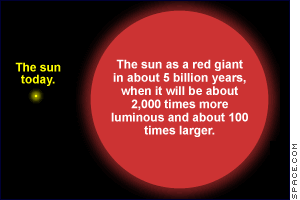 The sun
today.
The sun as a red giant
in about 5 billion years,
when it will be about
2,000 times more
luminous and about 100
times larger.
SPACE.COM